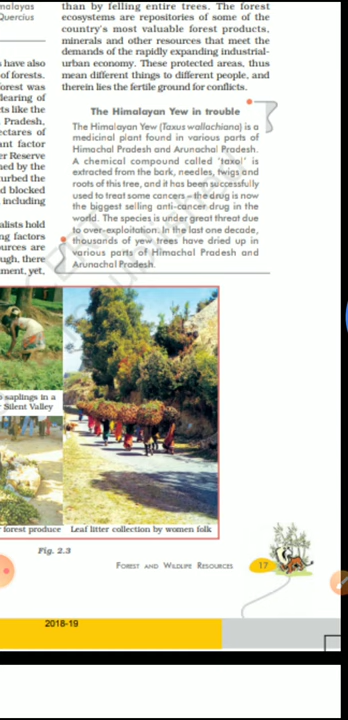 malayas
Quercius
s have also
of forests.
orest was
learing of
cts like the
Pradesh,
ectares of
ant factor
er Reserve
ned by the
turbed the
d blocked
including
alists hold
ng factors
ources are
ugh, there
ment, yet,
than by felling entire trees. The forest
ecosystems are repositories of some of the
country's most valuable forest products,
minerals and other resources that meet the
demands of the rapidly expanding industrial-
urban economy. These protected areas, thus
mean different things to different people, and
therein lies the fertile ground for conflicts.
The Himalayan Yew in trouble
The Himalayan Yew (Taxus wallachiana) is a
medicinal plant found in various parts of
Himachal Pradesh and Arunachal Pradesh.
A chemical compound called 'taxol' is
extracted from the bark, needles, twigs and
roots of this tree, and it has been successfully
used to treat some cancers – the drug is now
the biggest selling anti-cancer drug in the
world. The species is under great threat due
to over-exploitation. In the last one decade,
thousands of yew trees have dried up in
various parts of Himachal Pradesh and
Arunachal Pradesh.
saplings in a
Silent Valley
forest produce
Leaf litter collection by women folk
Fig. 2.3
FOREST AND WILDLIFE RESOURCES 17
2018-19